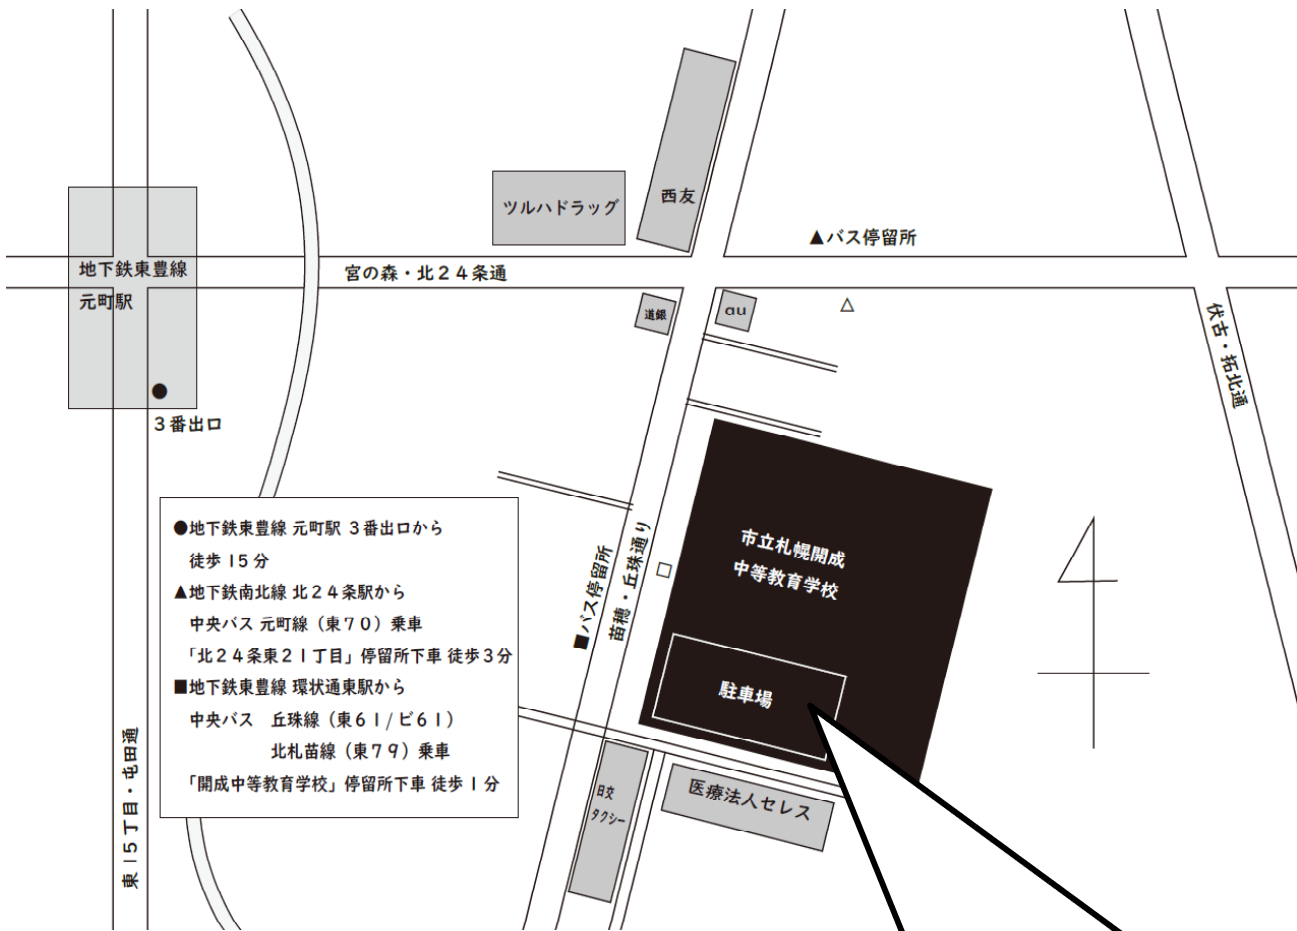 西友
ツルハドラッグ
▲バス停留所
地下鉄東豊線
元町駅
宮の森・北２４条通
道銀
au
伏古・拓北通
３番出口
●地下鉄東豊線 元町駅 ３番出口から
徒歩１５分
▲地下鉄南北線 北２４条駅から
中央バス 元町線（東７０）乗車
「北２４条東２１丁目」停留所下車 徒歩３分
■地下鉄東豊線 環状通東駅から
中央バス　丘珠線（東６１/ビ６１）
北札苗線（東７９）乗車
「開成中等教育学校」停留所下車 徒歩１分
■バス停留所
苗穂・丘珠通り
市立札幌開成
中等教育学校
駐車場
東１５丁目・屯田通
日交
タクシー
医療法人セレス